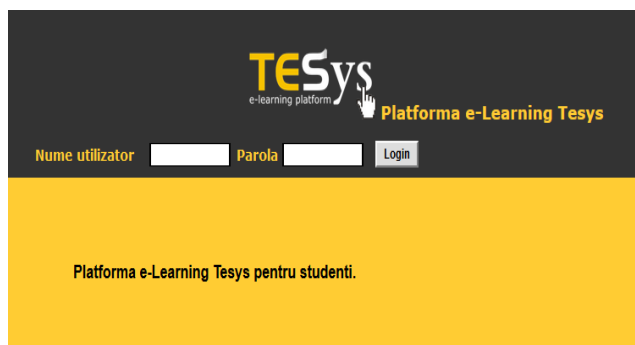 TESys
e-learning platform
Platforma e-Learning Tesys
Nume utilizator Parola Login
Platforma e-Learning Tesys pentru studenti.